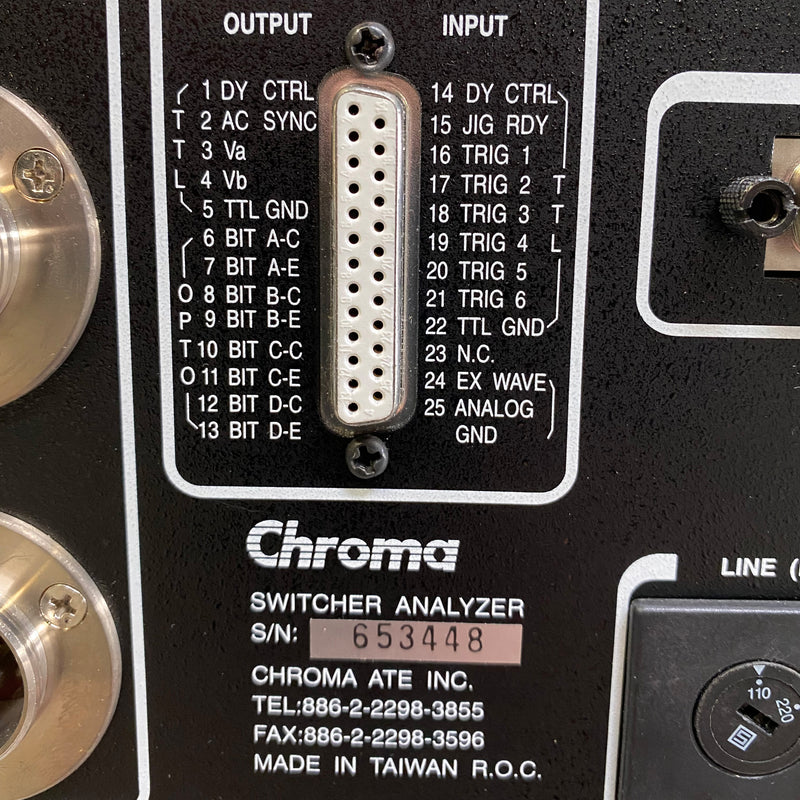 OUTPUT
1 DY CTRL
T 2 AC SYNC
T 3 Va
L 4 Vb
5 TTL GND
6 BIT A-C
7 BIT A-E
O 8 BIT B-C
P 9 BIT B-E
T 10 BIT C-C
O 11 BIT C-E
12 BIT D-C
13 BIT D-E
INPUT
14 DY CTRL
15 JIG RDY
16 TRIG 1
17 TRIG 2 T
18 TRIG 3 T
19 TRIG 4 L
20 TRIG 5
21 TRIG 6
22 TTL GND
23 N.C.
24 EX WAVE
25 ANALOG
GND
Chroma
SWITCHER ANALYZER
S/N: 653448
CHROMA ATE INC.
TEL:886-2-2298-3855
FAX:886-2-2298-3596
MADE IN TAIWAN R.O.C.
LINE
110
220